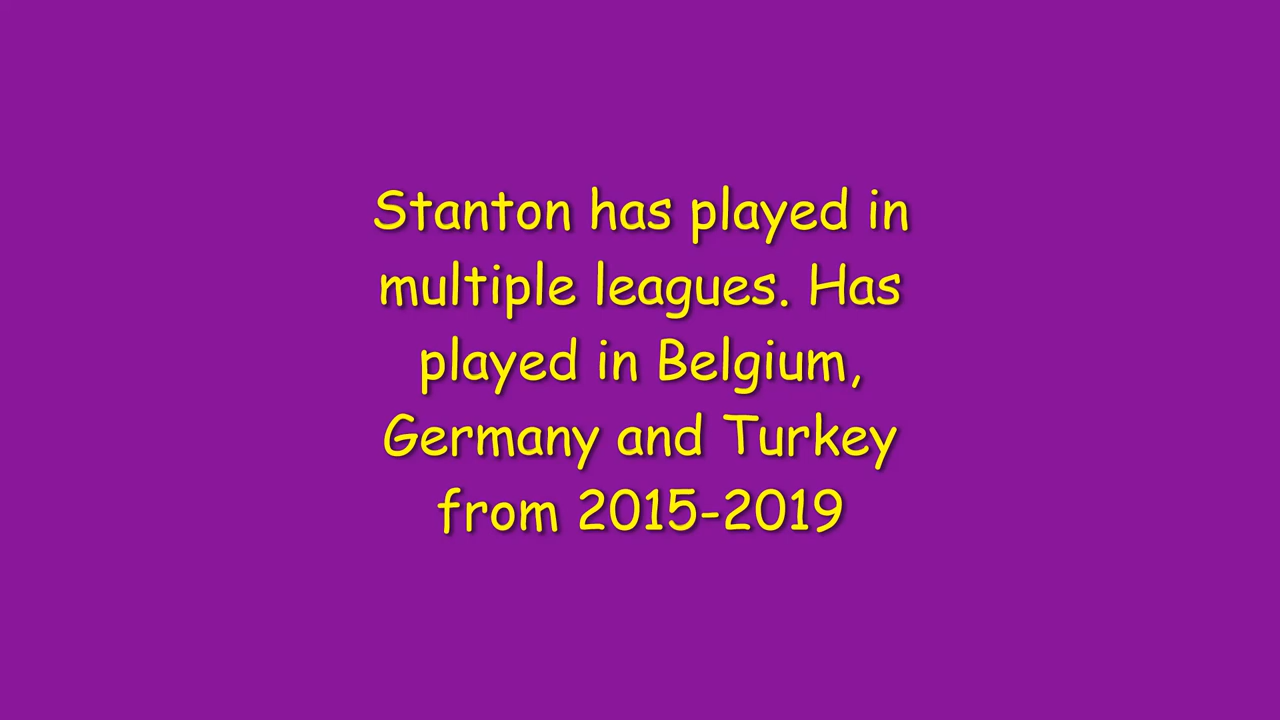 Stanton has played in
multiple leagues. Has
played in Belgium,
Germany and Turkey
from 2015-2019